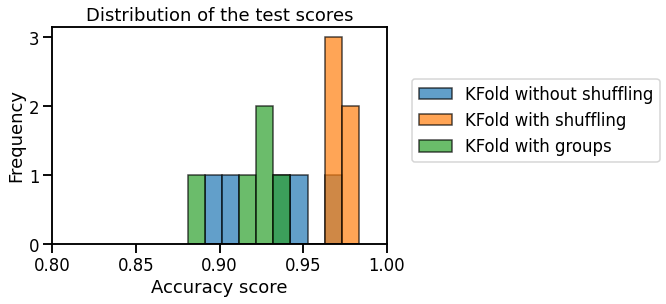 Distribution of the test scores
3
2
1
0
Frequency
0.80 0.85 0.90 0.95 1.00
Accuracy score
KFold without shuffling
KFold with shuffling
KFold with groups